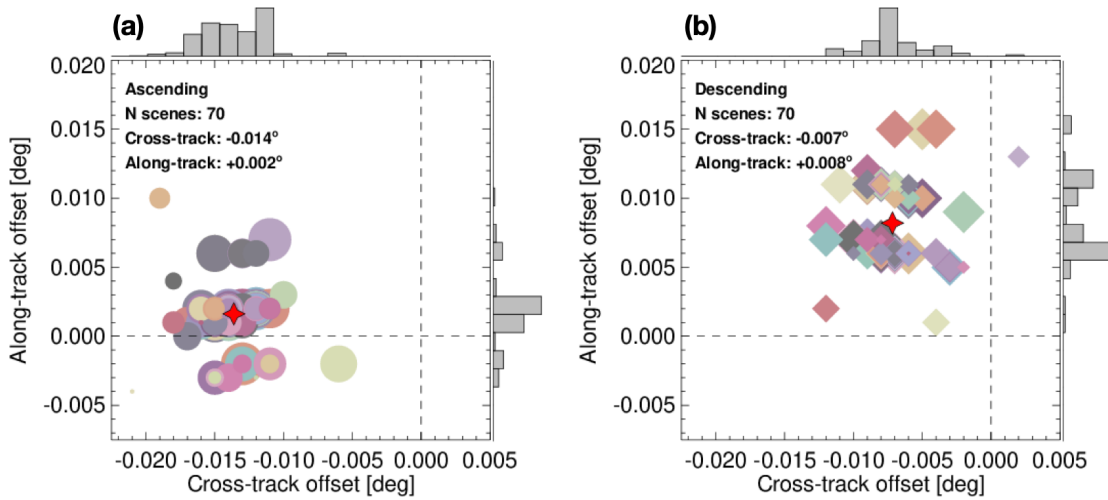 (a)
Ascending
N scenes: 70
Cross-track: -0.014°
Along-track: +0.002°
0.020
0.015
0.010
0.005
0.000
-0.005
Along-track offset [deg]
-0.020 -0.015 -0.010 -0.005 0.000 0.005
Cross-track offset [deg]
(b)
Descending
N scenes: 70
Cross-track: -0.007°
Along-track: +0.008°
0.020
0.015
0.010
0.005
0.000
-0.005
Along-track offset [deg]
-0.020 -0.015 -0.010 -0.005 0.000 0.005
Cross-track offset [deg]